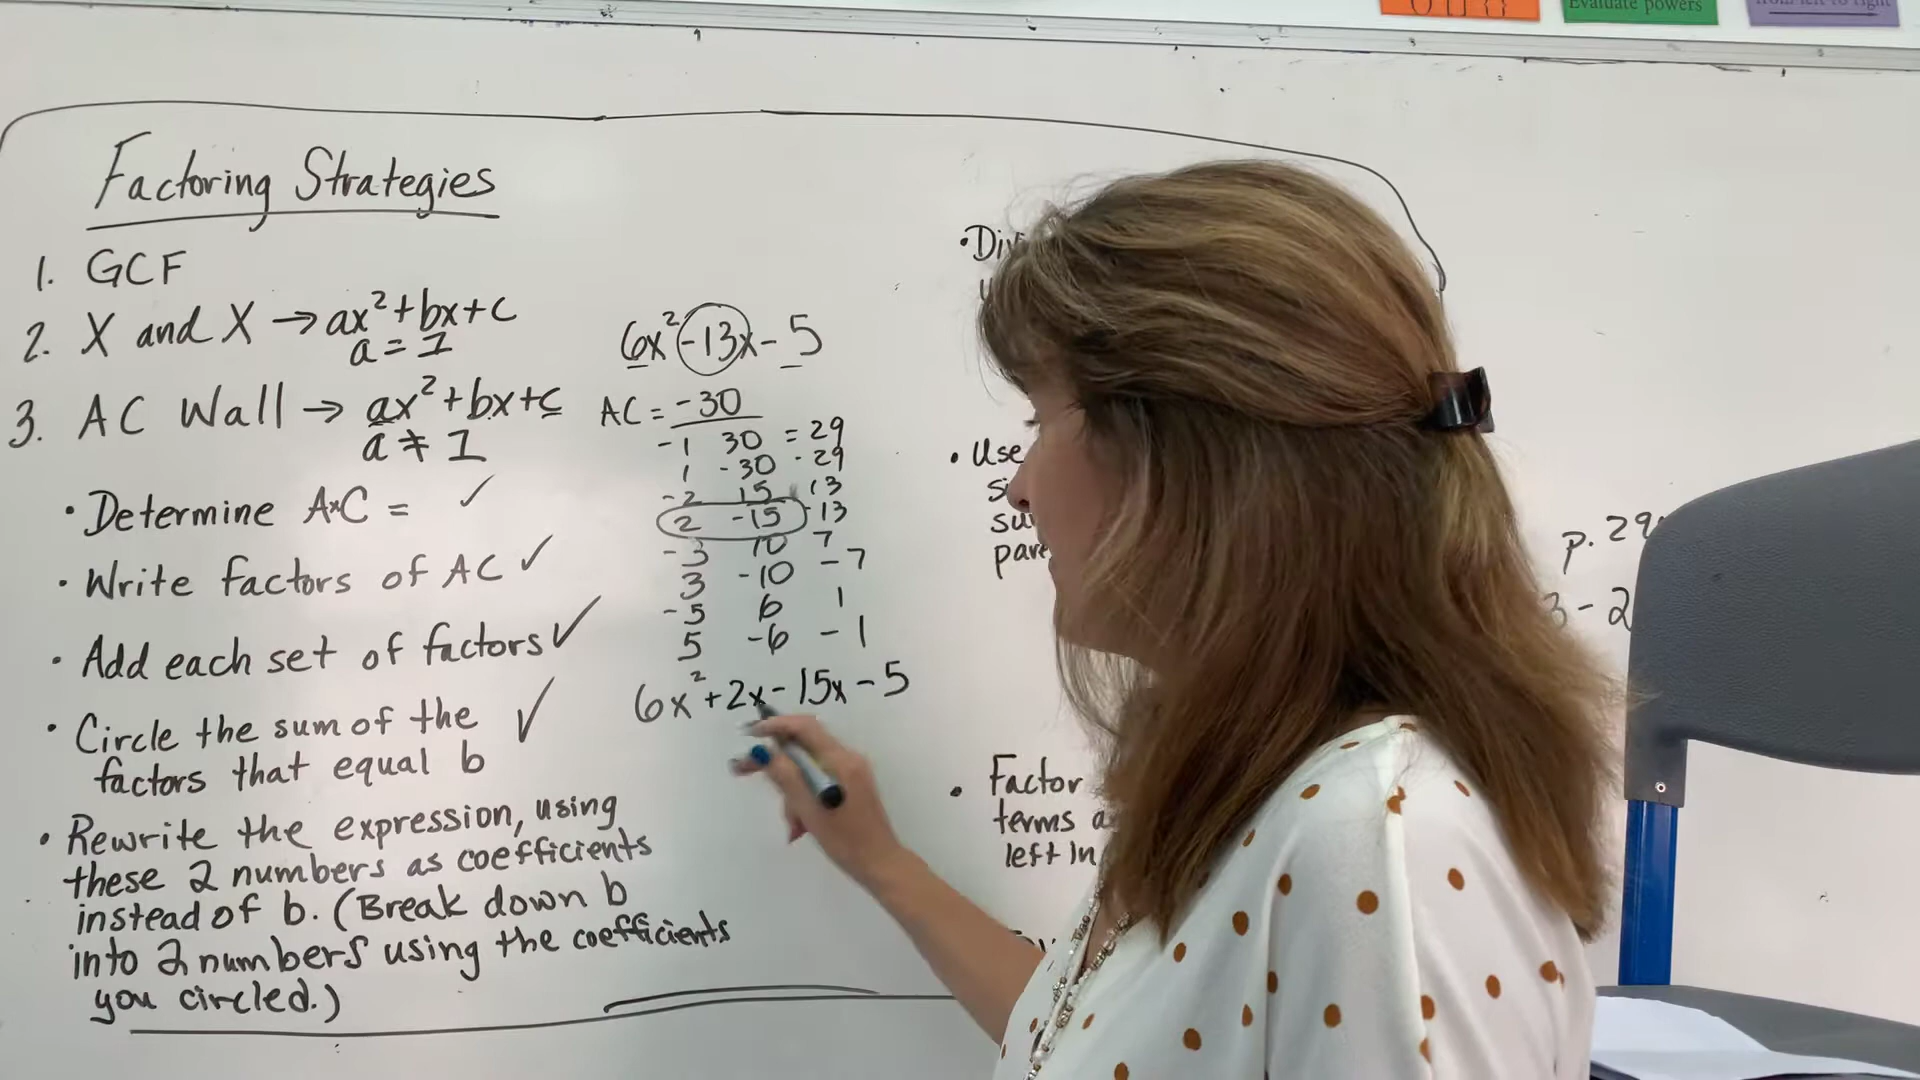 Evaluate powers
from left to right
Factoring Strategies
1. GCF
2. X and X → ax²+bx+c
a = 1
3. AC Wall → ax²+bx+c
a ≠ 1
• Determine A*C = ✓
• Write factors of AC ✓
• Add each set of factors ✓
• Circle the sum of the ✓
factors that equal b
• Rewrite the expression, using
these 2 numbers as coefficients
instead of b. (Break down b
into 2 numbers using the coefficients
you circled.)
6x² -13x - 5
AC = -30
-1 30 = 29
1 -30 -29
-2 15 13
2 -15 -13
-3 10 7
3 -10 -7
-5 6 1
5 -6 -1
6x² + 2x - 15x - 5
• Use
• Factor
terms
left in
p. 29
3 - 2